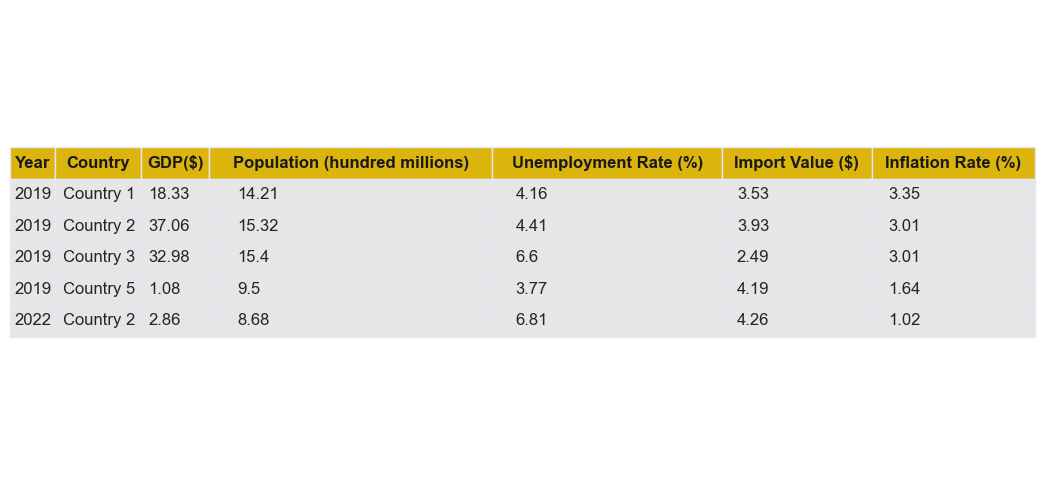 Year Country GDP($) Population (hundred millions) Unemployment Rate (%) Import Value ($) Inflation Rate (%)
2019 Country 1 18.33 14.21 4.16 3.53 3.35
2019 Country 2 37.06 15.32 4.41 3.93 3.01
2019 Country 3 32.98 15.4 6.6 2.49 3.01
2019 Country 5 1.08 9.5 3.77 4.19 1.64
2022 Country 2 2.86 8.68 6.81 4.26 1.02